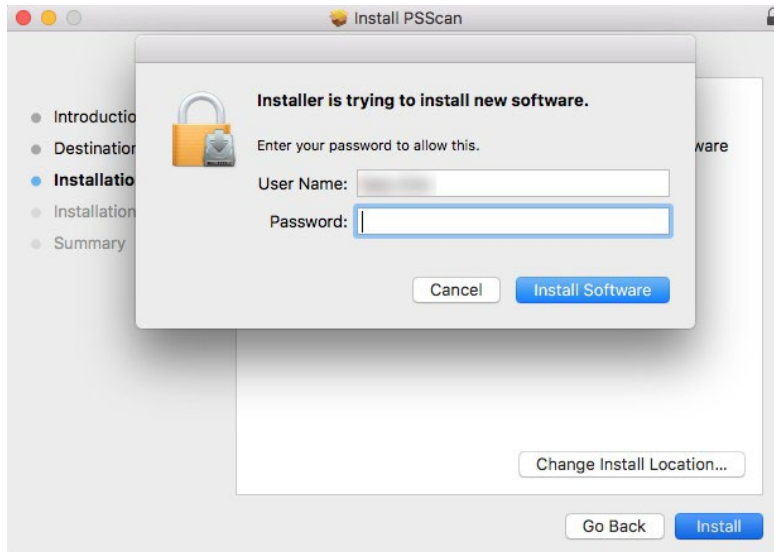 Install PSScan
Installer is trying to install new software.
Enter your password to allow this.
User Name:
Password:
Cancel
Install Software
Introductio
Destination
Installatio
Installation
Summary
ware
Change Install Location...
Go Back
Install